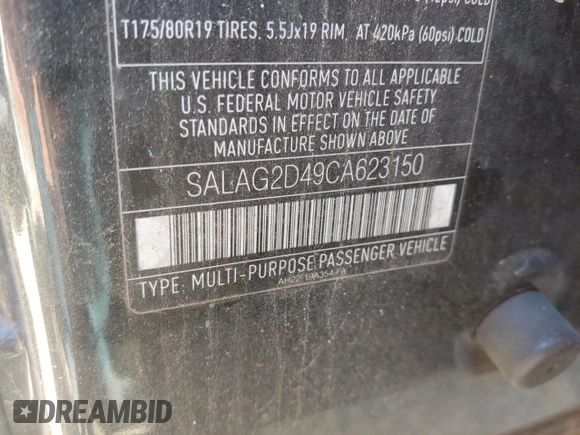 T175/80R19 TIRES, 5.5Jx19 RIM, AT 420kPa (60psi) COLD
THIS VEHICLE CONFORMS TO ALL APPLICABLE
U.S. FEDERAL MOTOR VEHICLE SAFETY
STANDARDS IN EFFECT ON THE DATE OF
MANUFACTURE SHOWN ABOVE
SALAG2D49CA623150
TYPE: MULTI-PURPOSE PASSENGER VEHICLE
DREAMBID